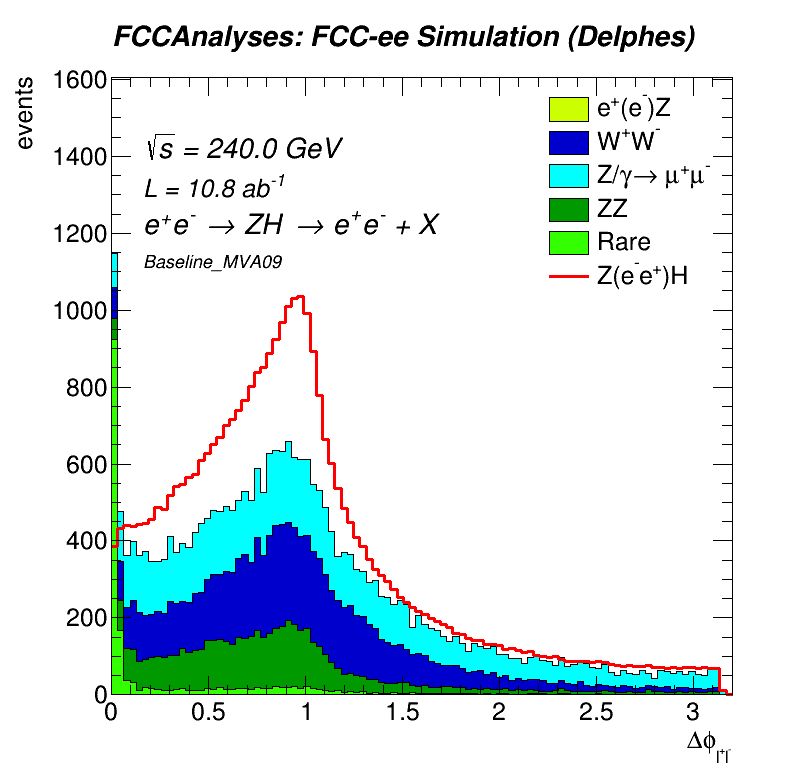 FCCAnalyses: FCC-ee Simulation (Delphes)
events
1600
1400
1200
1000
800
600
400
200
0
√s = 240.0 GeV
L = 10.8 ab⁻¹
e⁺e⁻ → ZH → e⁺e⁻ + X
Baseline_MVA09
e⁺(e⁻)Z
W⁺W⁻
Z/γ→ μ⁺μ⁻
ZZ
Rare
Z(e⁻e⁺)H
0 0.5 1 1.5 2 2.5 3
Δϕ_l⁺l⁻